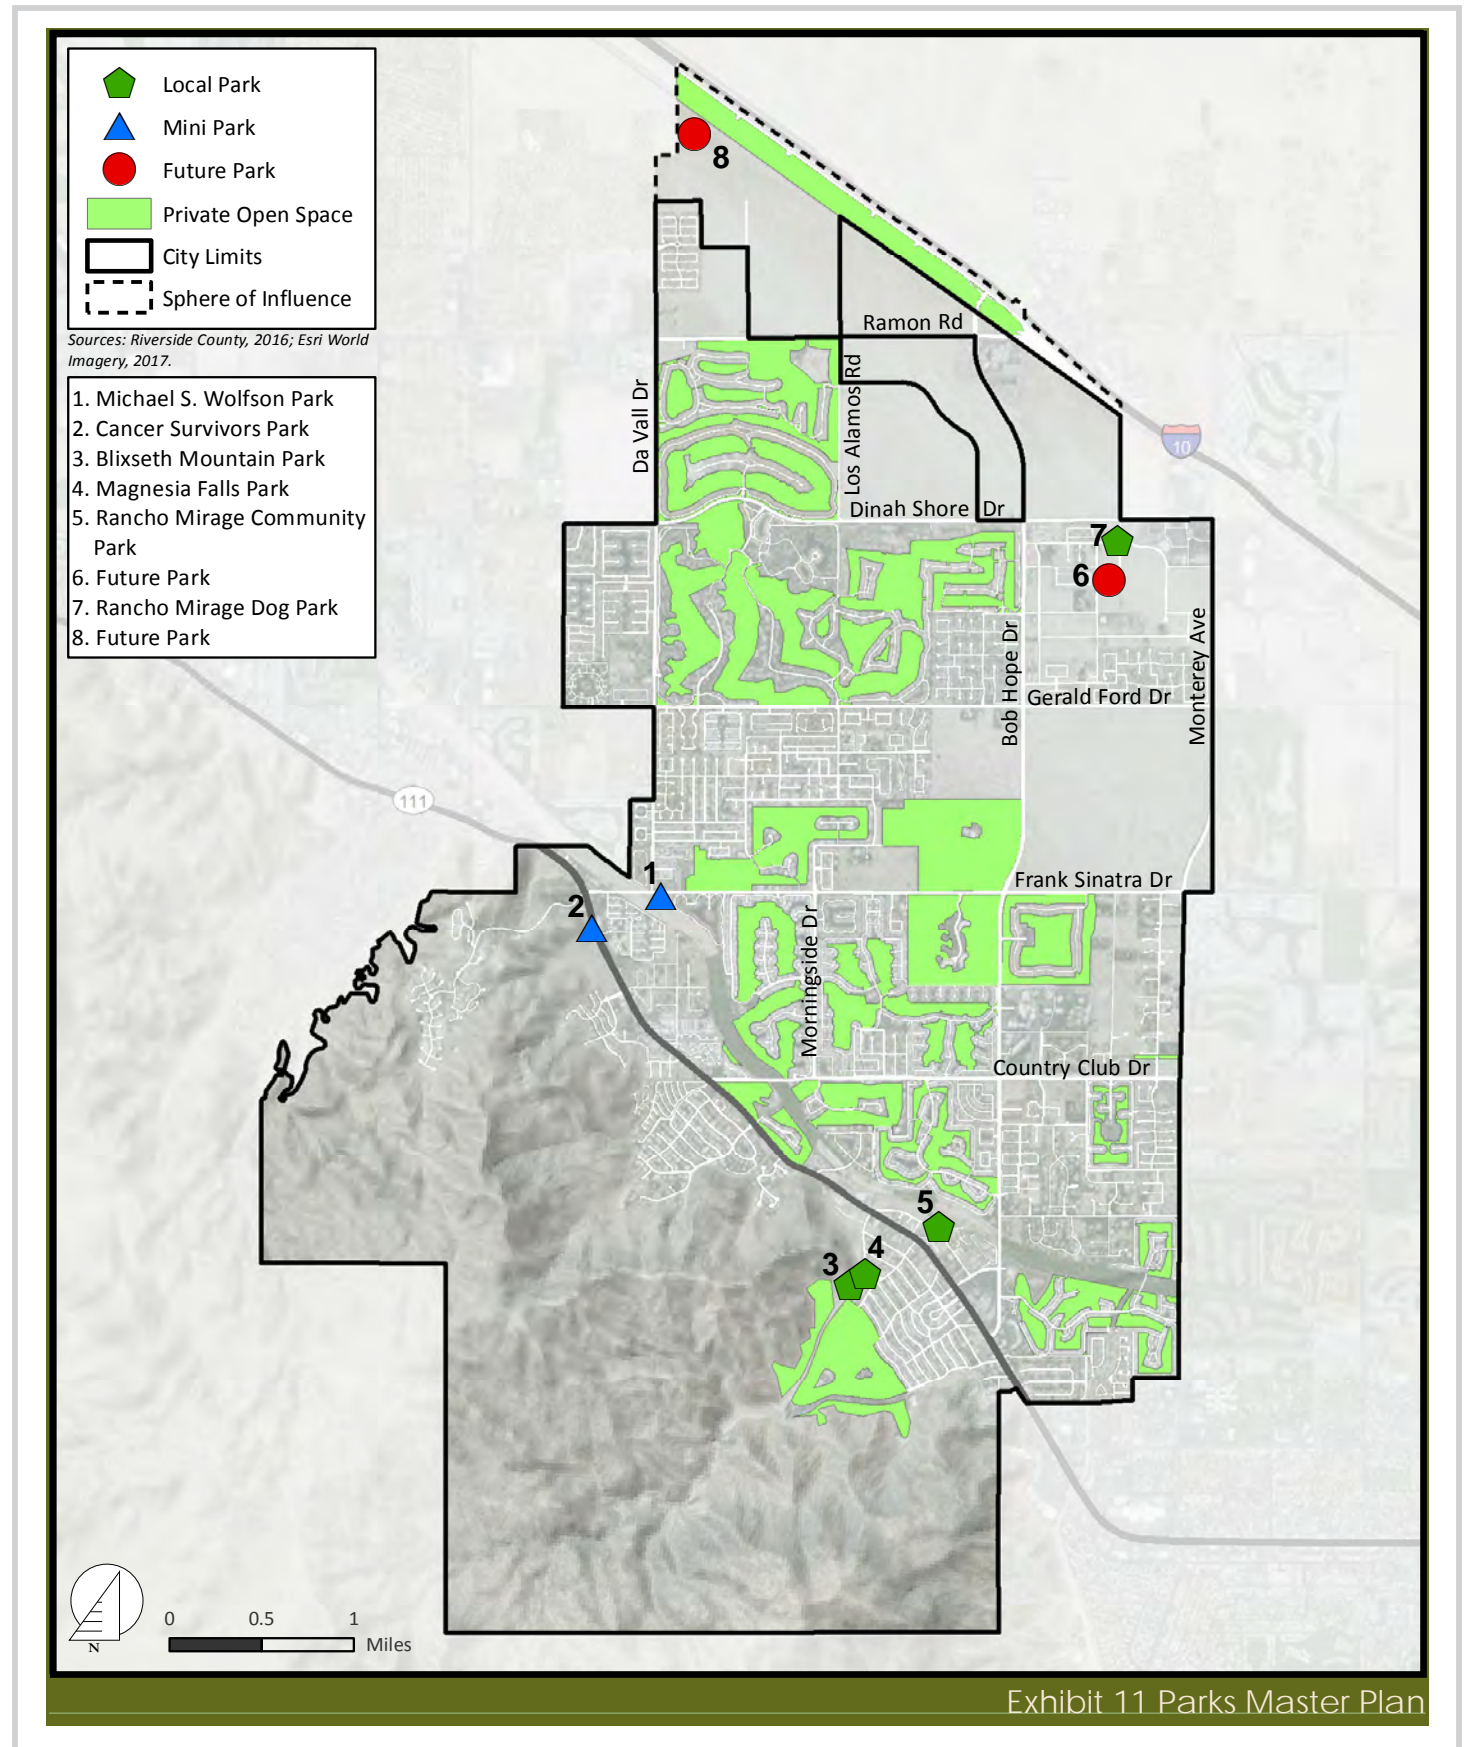 Local Park
Mini Park
Future Park
Private Open Space
City Limits
Sphere of Influence
Sources: Riverside County, 2016; Esri World
Imagery, 2017.
1. Michael S. Wolfson Park
2. Cancer Survivors Park
3. Blixseth Mountain Park
4. Magnesia Falls Park
5. Rancho Mirage Community
Park
6. Future Park
7. Rancho Mirage Dog Park
8. Future Park
8
Ramon Rd
Da Vall Dr
Los Alamos Rd
10
Dinah Shore Dr
7
6
Bob Hope Dr
Monterey Ave
Gerald Ford Dr
111
1
Frank Sinatra Dr
2
Morningside Dr
Country Club Dr
5
4
3
N
0 0.5 1
Miles
Exhibit 11 Parks Master Plan